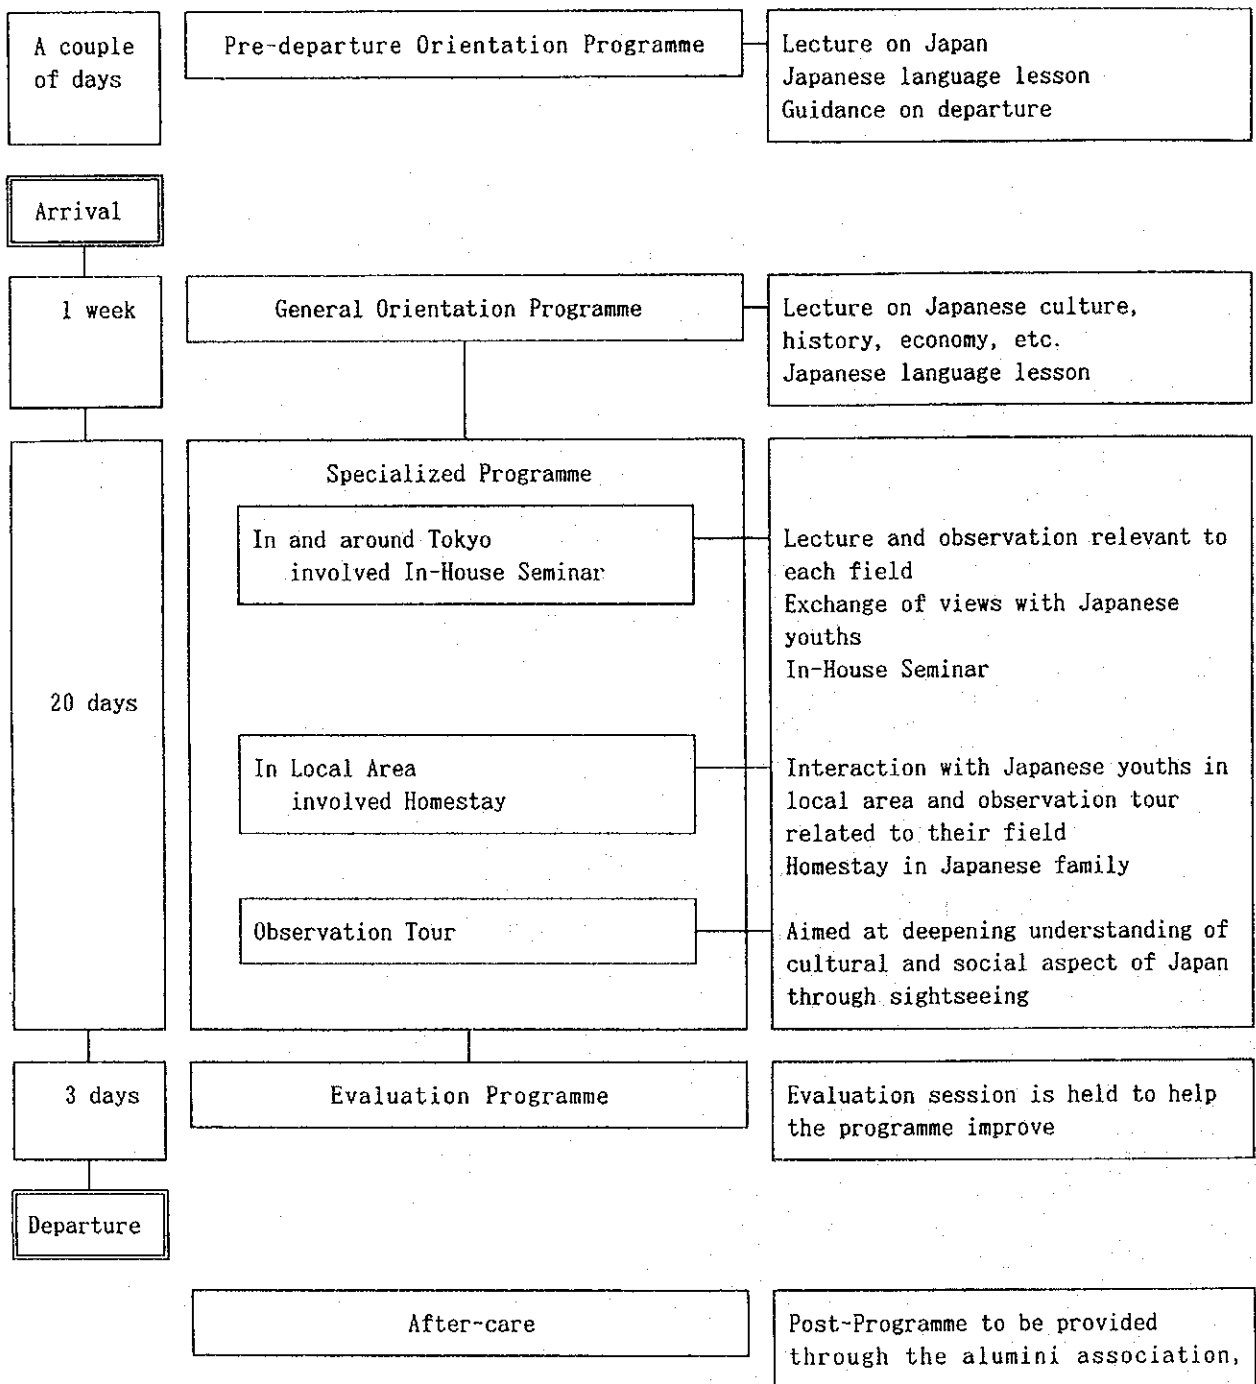 A couple
of days
Pre-departure Orientation Programme
Lecture on Japan
Japanese language lesson
Guidance on departure
Arrival
1 week
General Orientation Programme
Lecture on Japanese culture,
history, economy, etc.
Japanese language lesson
20 days
Specialized Programme
In and around Tokyo
involved In-House Seminar
Lecture and observation relevant to
each field
Exchange of views with Japanese
youths
In-House Seminar
In Local Area
involved Homestay
Interaction with Japanese youths in
local area and observation tour
related to their field
Homestay in Japanese family
Observation Tour
Aimed at deepening understanding of
cultural and social aspect of Japan
through sightseeing
3 days
Evaluation Programme
Evaluation session is held to help
the programme improve
Departure
After-care
Post-Programme to be provided
through the alumini association,